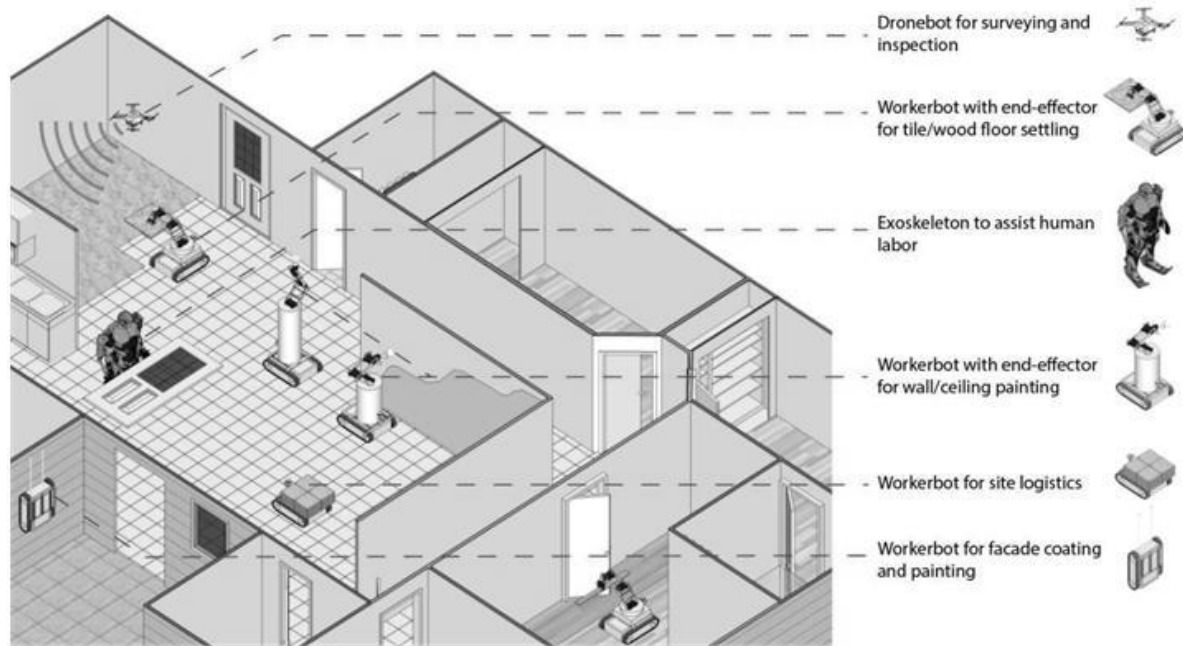 Dronebot for surveying and
inspection
Workerbot with end-effector
for tile/wood floor settling
Exoskeleton to assist human
labor
Workerbot with end-effector
for wall/ceiling painting
Workerbot for site logistics
Workerbot for facade coating
and painting